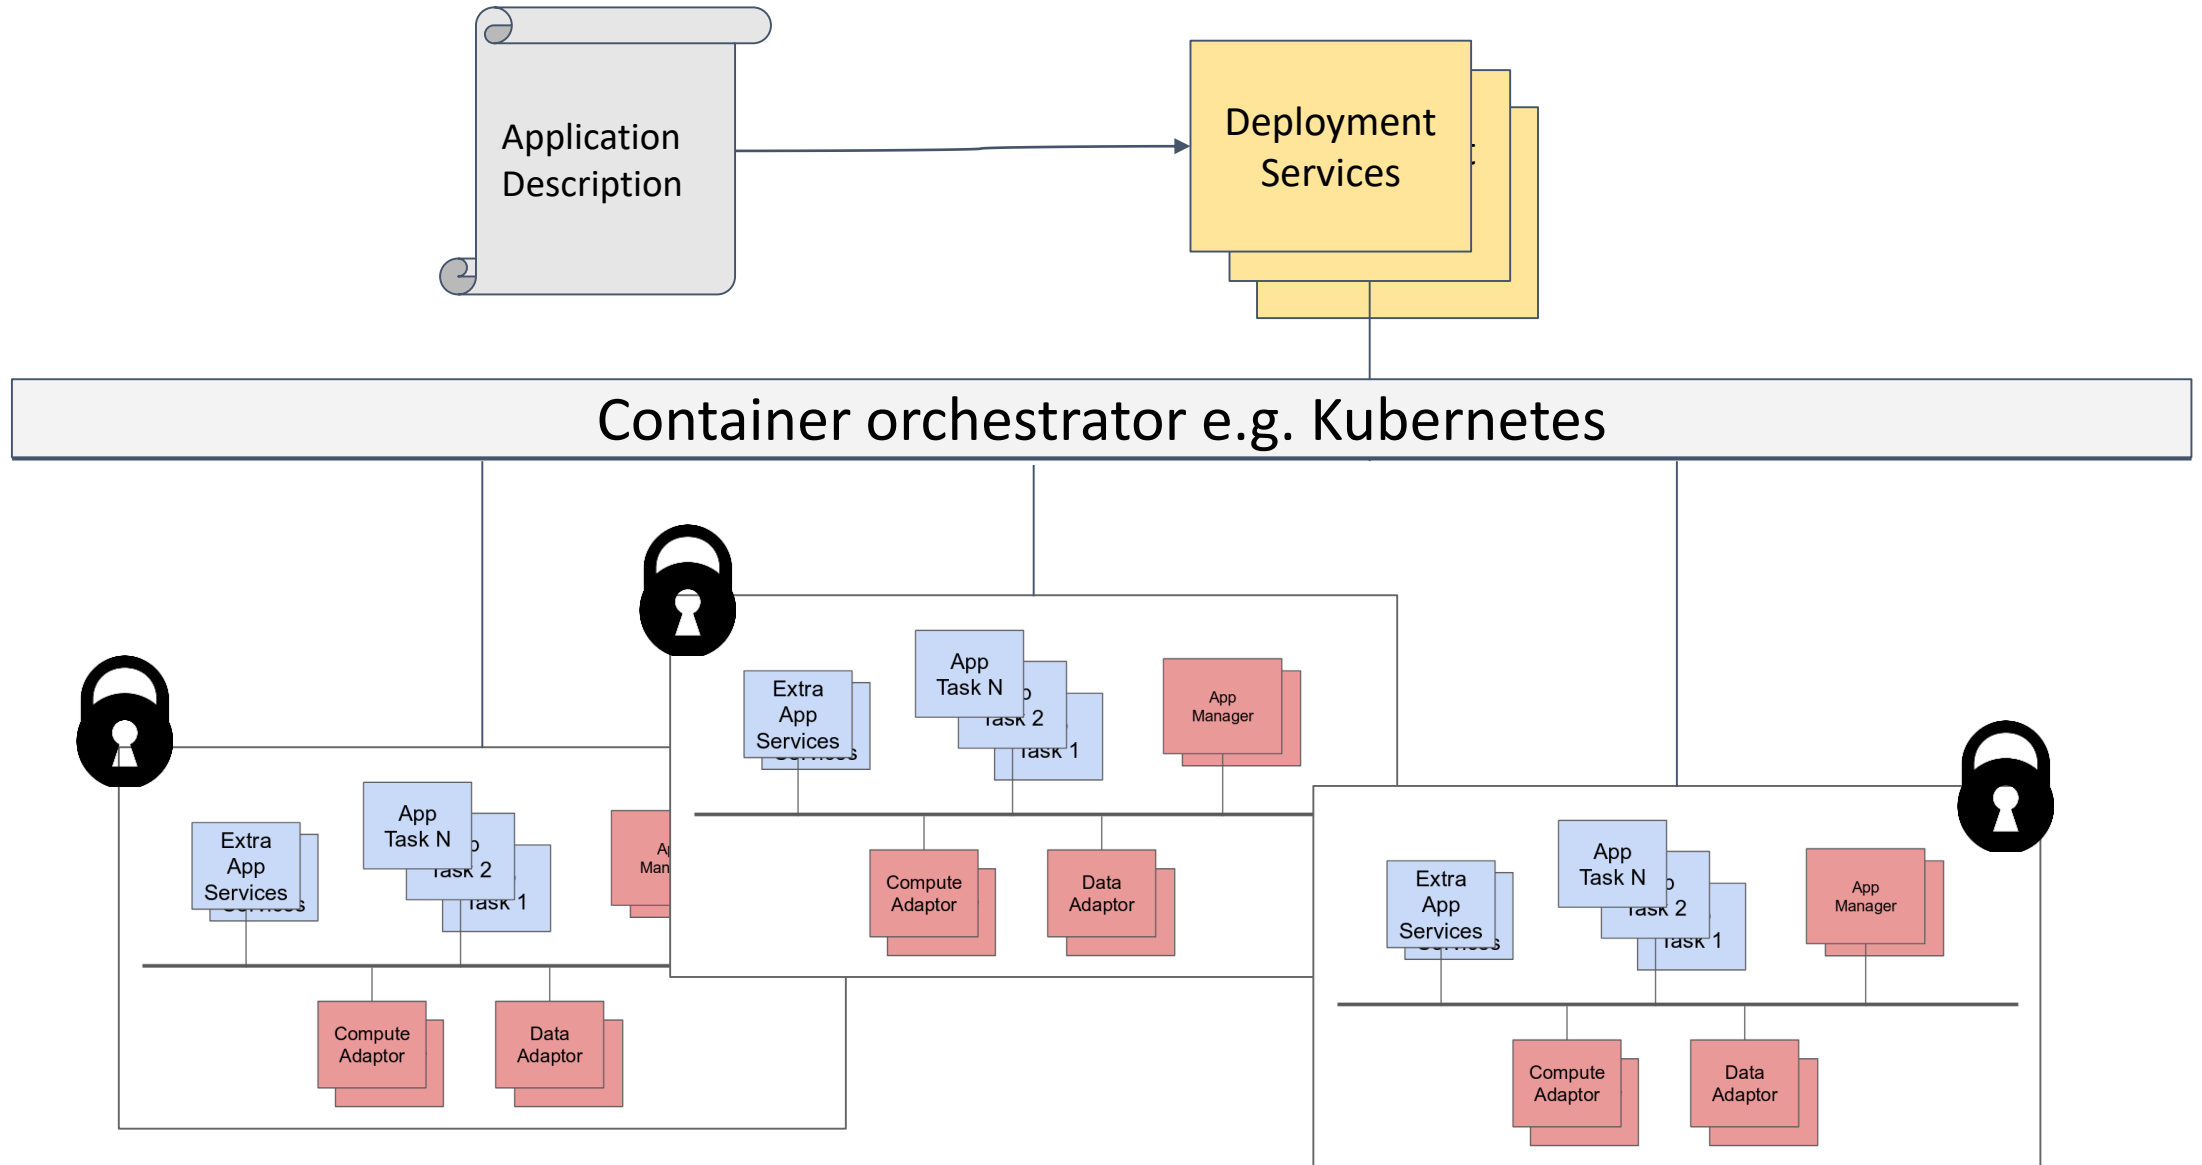 Application
Description
Deployment
Services
Container orchestrator e.g. Kubernetes
Extra
App
Services
App
Task N
Task 2
Task 1
App
Manager
Compute
Adaptor
Data
Adaptor
Extra
App
Services
App
Task N
Task 2
Task 1
Compute
Adaptor
Data
Adaptor
Extra
App
Services
App
Task N
Task 2
Task 1
App
Manager
Compute
Adaptor
Data
Adaptor